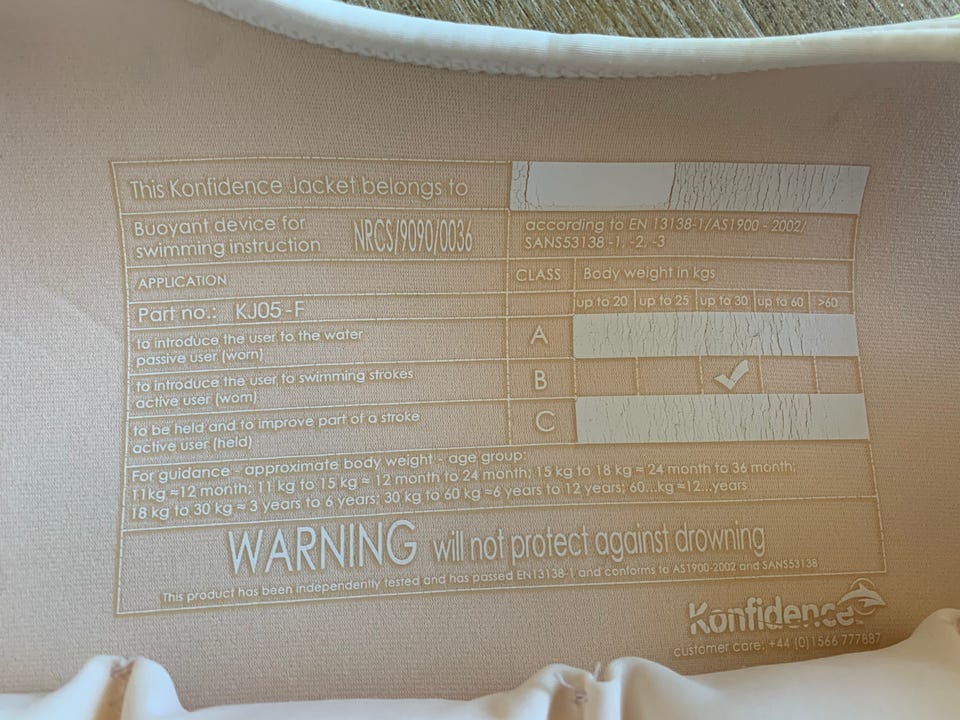 This Konfidence Jacket belongs to
Buoyant device for
swimming instruction
NRCS/9090/0036
according to EN 13138-1/AS1900 - 2002/
SANS53138 -1, -2, -3
APPLICATION
CLASS
Body weight in kgs
Part no.: KJ05-F
up to 20
up to 25
up to 30
up to 60
>60
to introduce the user to the water
passive user (worn)
A
to introduce the user to swimming strokes
active user (worn)
B
✓
to be held and to improve part of a stroke
active user (held)
C
For guidance - approximate body weight - age group:
11kg ≈12 month; 11 kg to 15 kg ≈ 12 month to 24 month; 15 kg to 18 kg ≈ 24 month to 36 month;
18 kg to 30 kg ≈ 3 years to 6 years; 30 kg to 60 kg ≈6 years to 12 years; 60...kg ≈12...years
WARNING will not protect against drowning
This product has been independently tested and has passed EN13138-1 and conforms to AS1900-2002 and SANS53138
Konfidence
customer care: +44 (0)1566 777887